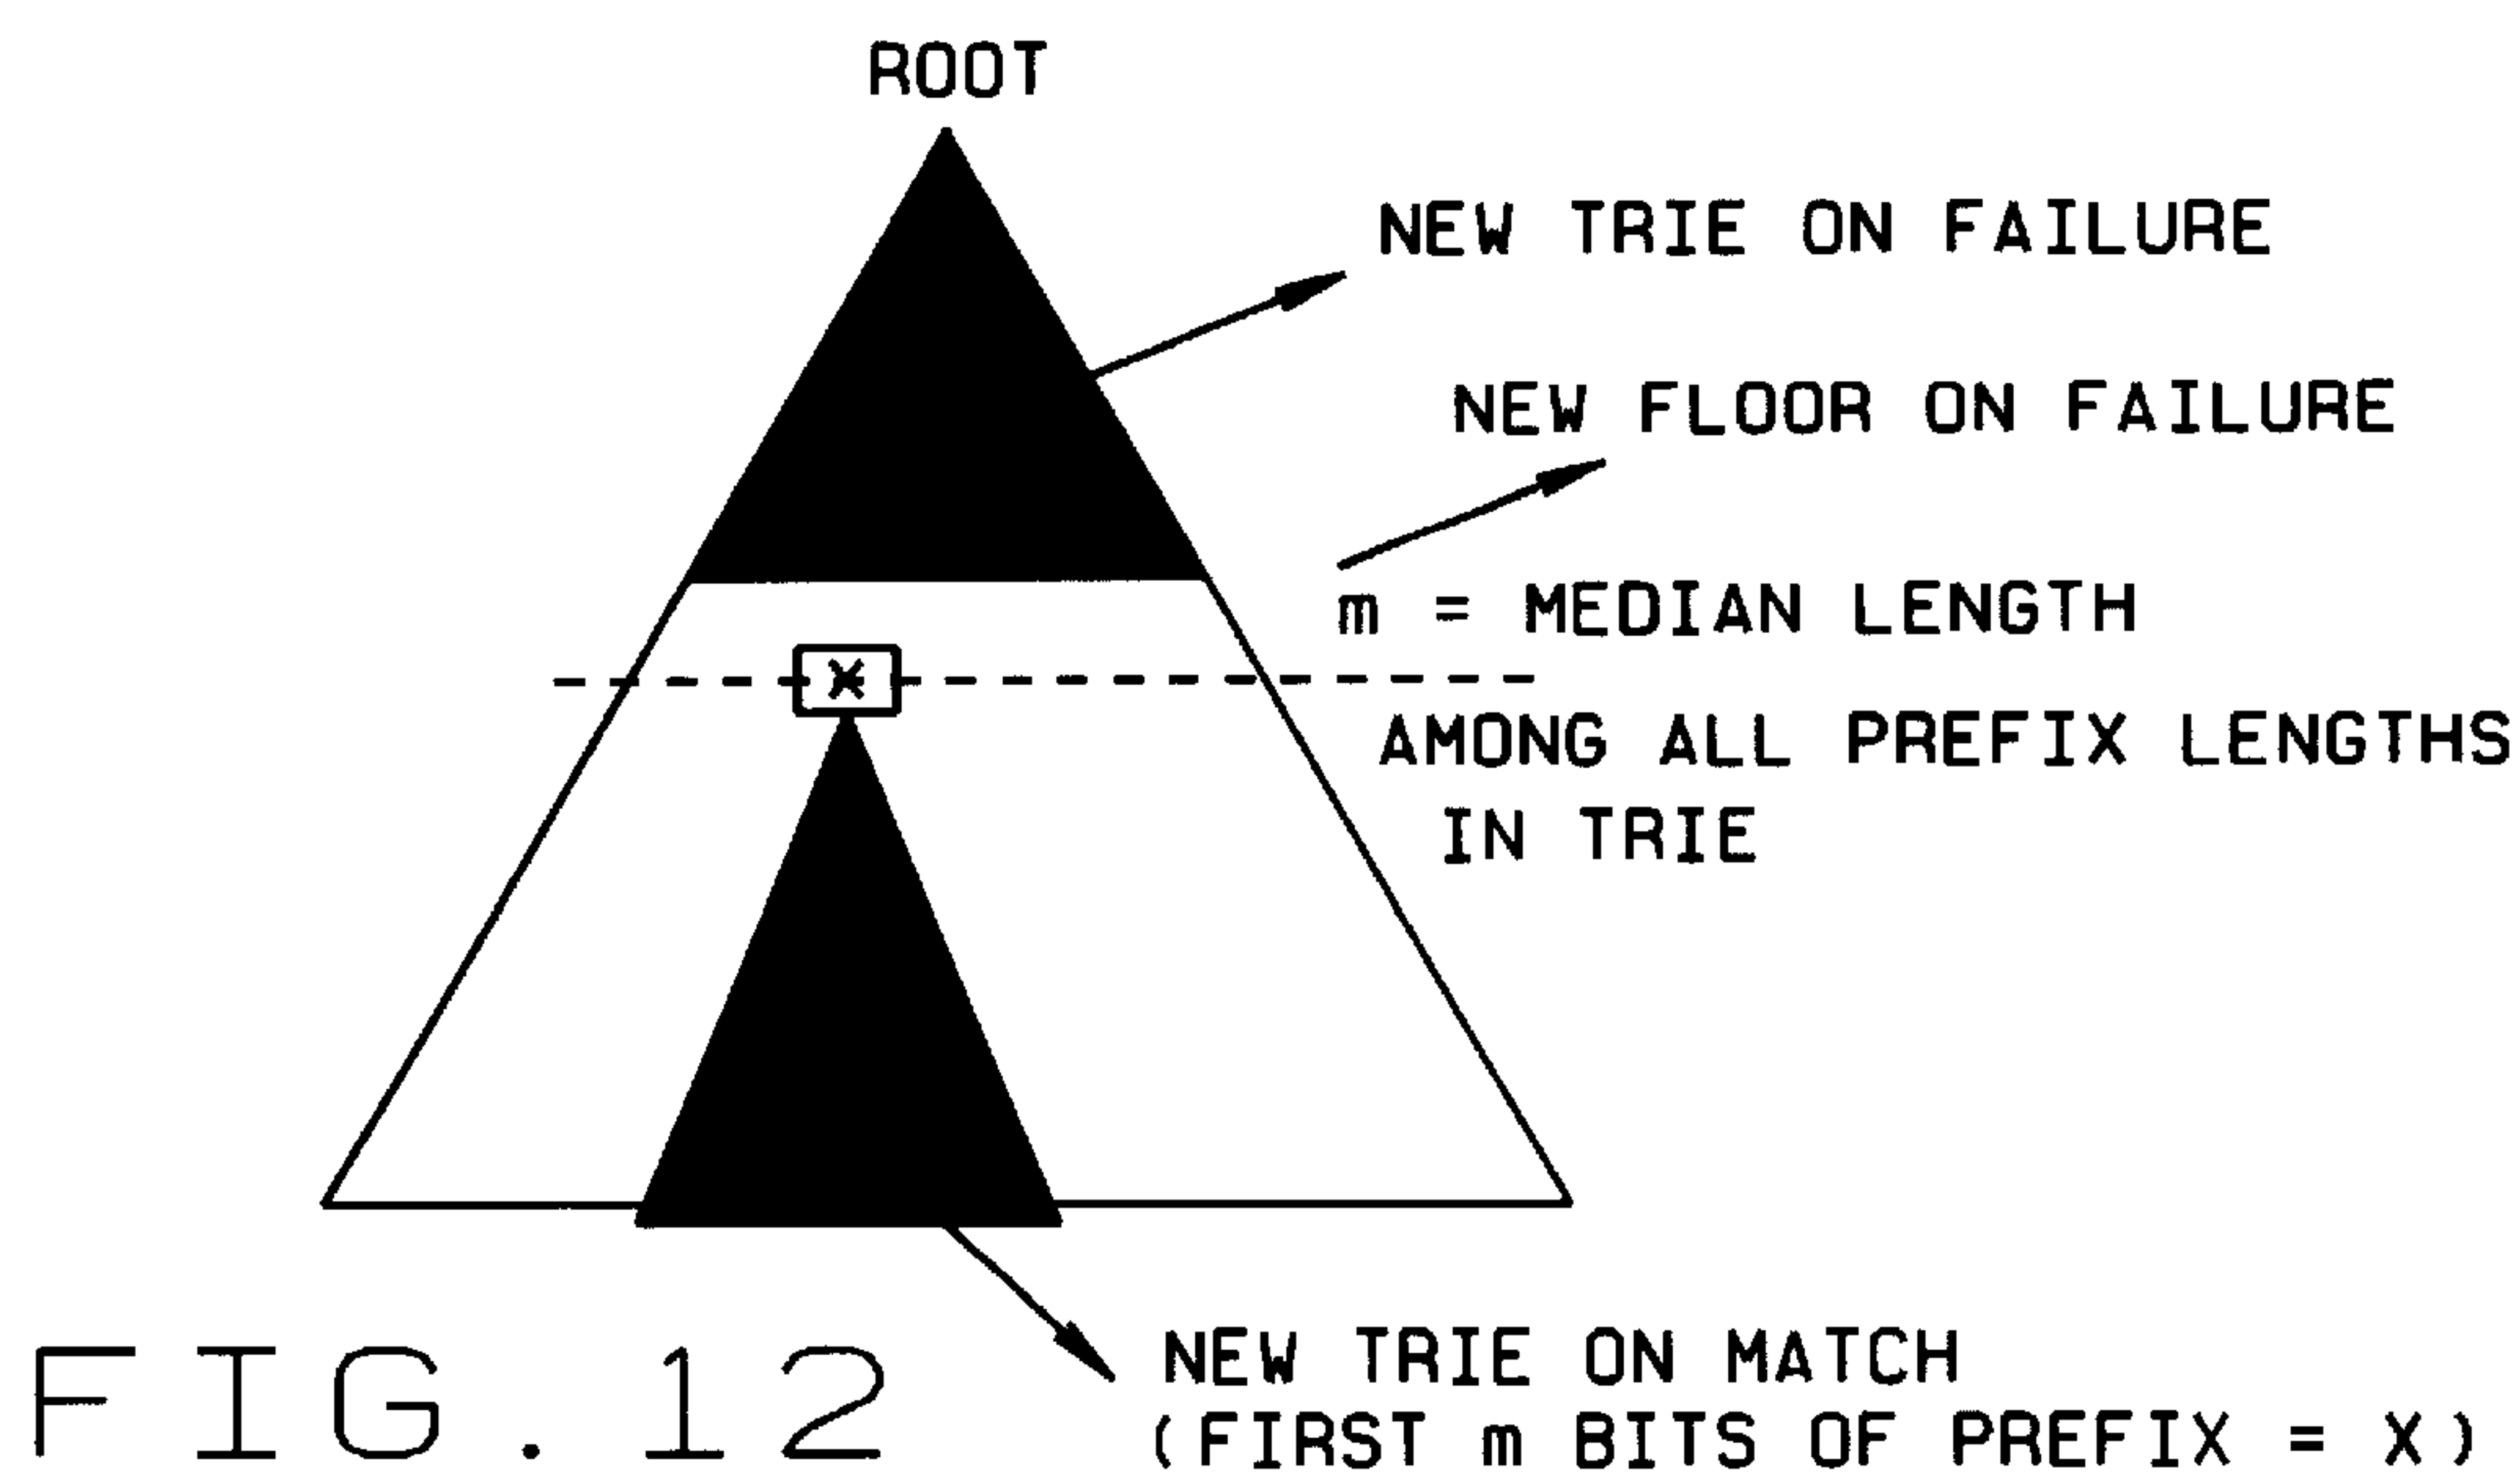 ROOT
NEW TRIE ON FAILURE
NEW FLOOR ON FAILURE
m = MEDIAN LENGTH
X
AMONG ALL PREFIX LENGTHS
IN TRIE
NEW TRIE ON MATCH
(FIRST m BITS OF PREFIX = X)
FIG. 12